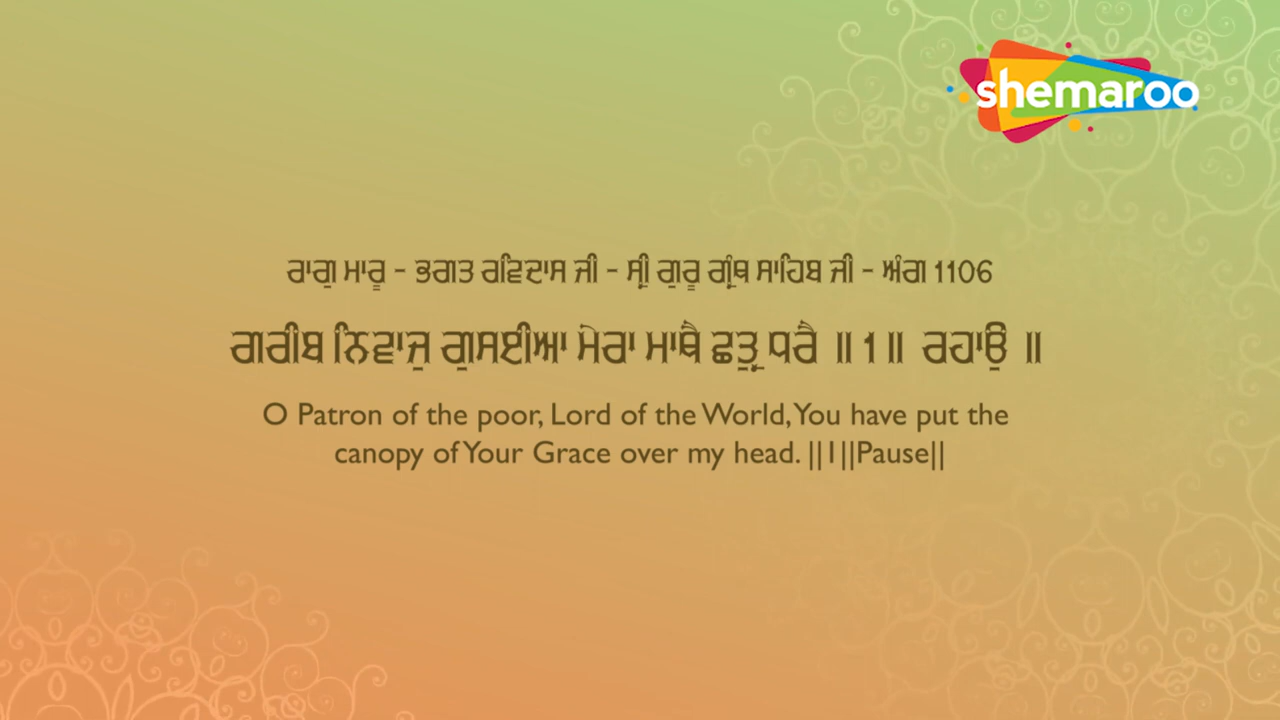 shemaroo
ਰਾਗੁ ਮਾਰੂ - ਭਗਤ ਰਵਿਦਾਸ ਜੀ - ਸ੍ਰੀ ਗੁਰੂ ਗ੍ਰੰਥ ਸਾਹਿਬ ਜੀ - ਅੰਗ 1106
ਗਰੀਬ ਨਿਵਾਜੁ ਗੁਸਈਆ ਮੇਰਾ ਮਾਥੈ ਛਤ੍ਰੁ ਧਰੈ ॥1॥ ਰਹਾਉ ॥
O Patron of the poor, Lord of the World, You have put the
canopy of Your Grace over my head. ||1||Pause||